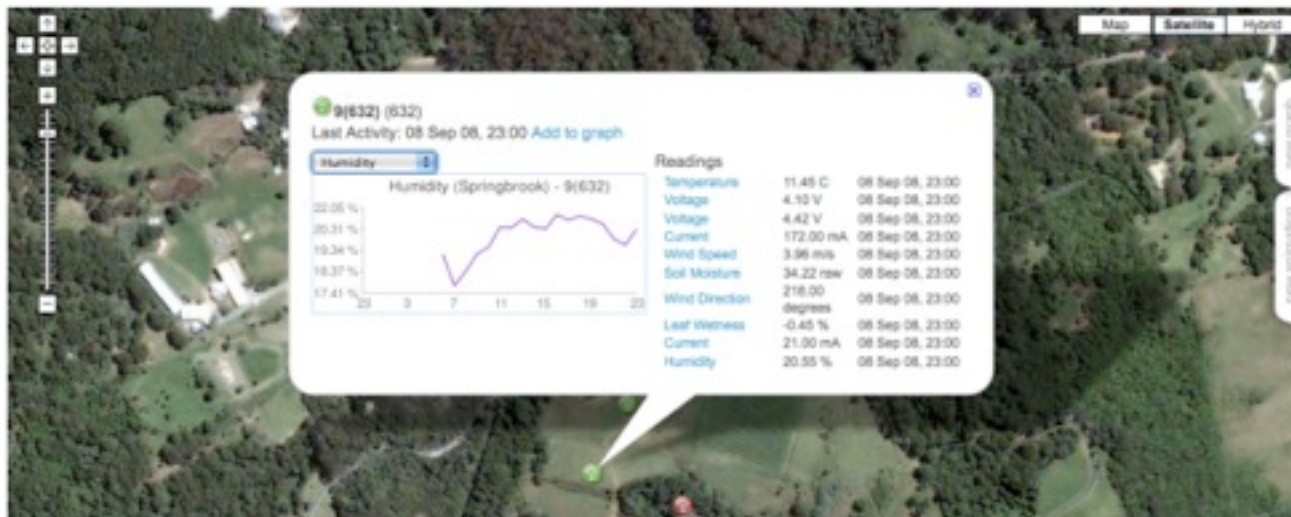 Map Satellite Hybrid
9(632) (632)
Last Activity: 08 Sep 08, 23:00 Add to graph
Humidity
Humidity (Springbrook) - 9(632)
22.05 %
20.31 %
19.34 %
18.37 %
17.41 %
23 3 7 11 15 19 23
Readings
Temperature 11.45 C 08 Sep 08, 23:00
Voltage 4.10 V 08 Sep 08, 23:00
Voltage 4.42 V 08 Sep 08, 23:00
Current 172.00 mA 08 Sep 08, 23:00
Wind Speed 3.96 m/s 08 Sep 08, 23:00
Soil Moisture 34.22 raw 08 Sep 08, 23:00
Wind Direction 218.00 degrees 08 Sep 08, 23:00
Leaf Wetness -0.45 % 08 Sep 08, 23:00
Current 21.00 mA 08 Sep 08, 23:00
Humidity 20.55 % 08 Sep 08, 23:00